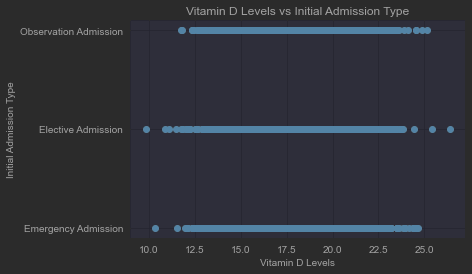 Vitamin D Levels vs Initial Admission Type
Observation Admission
Elective Admission
Emergency Admission
Initial Admission Type
10.0 12.5 15.0 17.5 20.0 22.5 25.0
Vitamin D Levels